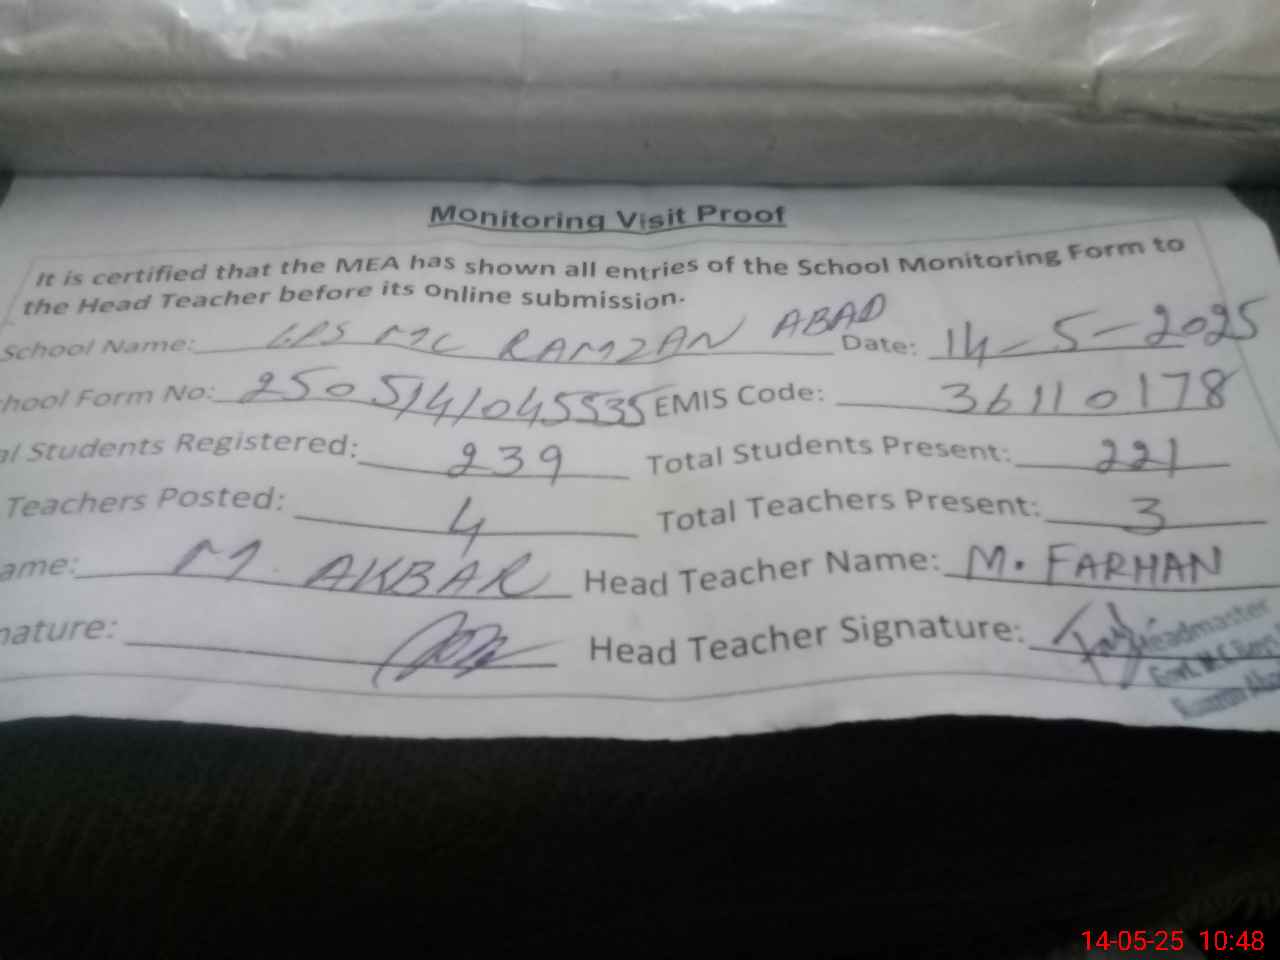 Monitoring Visit Proof
It is certified that the MEA has shown all entries of the School Monitoring Form to
the Head Teacher before its Online submission.
School Name: GPS MC RAMZAN ABAD Date: 14-5-2025
hool Form No: 2505141045535 EMIS Code: 36110178
al Students Registered: 239 Total Students Present: 221
Teachers Posted: 4 Total Teachers Present: 3
ame: M. AKBAR Head Teacher Name: M. FARHAN
nature: Head Teacher Signature:
Headmaster
Govt. M.C.
14-05-25 10:48